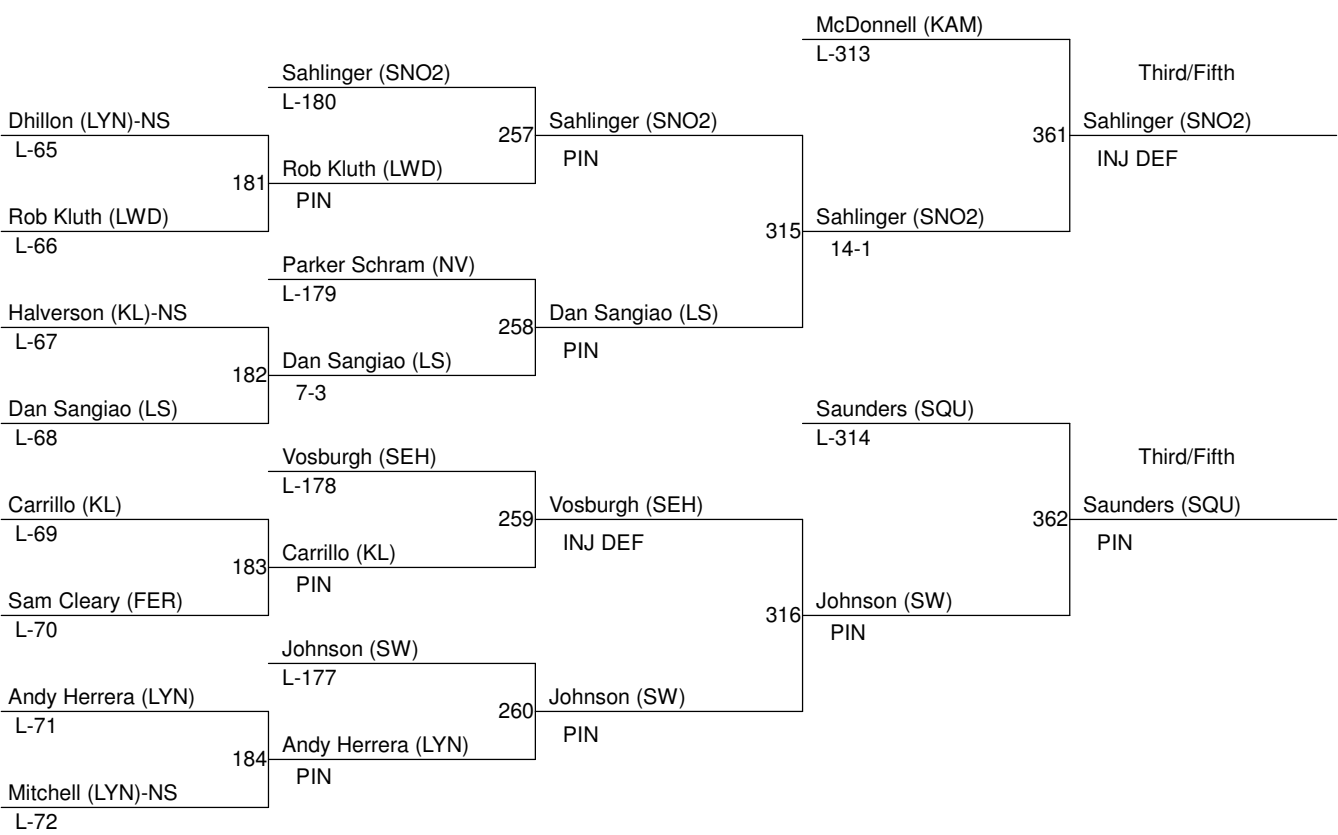 McDonnell (KAM)
L-313
Third/Fifth
Sahlinger (SNO2)
L-180
Dhillon (LYN)-NS
L-65
257
Sahlinger (SNO2)
PIN
361
Sahlinger (SNO2)
INJ DEF
181
Rob Kluth (LWD)
PIN
Rob Kluth (LWD)
L-66
315
Sahlinger (SNO2)
14-1
Parker Schram (NV)
L-179
Halverson (KL)-NS
L-67
258
Dan Sangiao (LS)
PIN
182
Dan Sangiao (LS)
7-3
Dan Sangiao (LS)
L-68
Saunders (SQU)
L-314
Third/Fifth
Vosburgh (SEH)
L-178
Carrillo (KL)
L-69
259
Vosburgh (SEH)
INJ DEF
362
Saunders (SQU)
PIN
183
Carrillo (KL)
PIN
Sam Cleary (FER)
L-70
316
Johnson (SW)
PIN
Johnson (SW)
L-177
Andy Herrera (LYN)
L-71
260
Johnson (SW)
PIN
184
Andy Herrera (LYN)
PIN
Mitchell (LYN)-NS
L-72